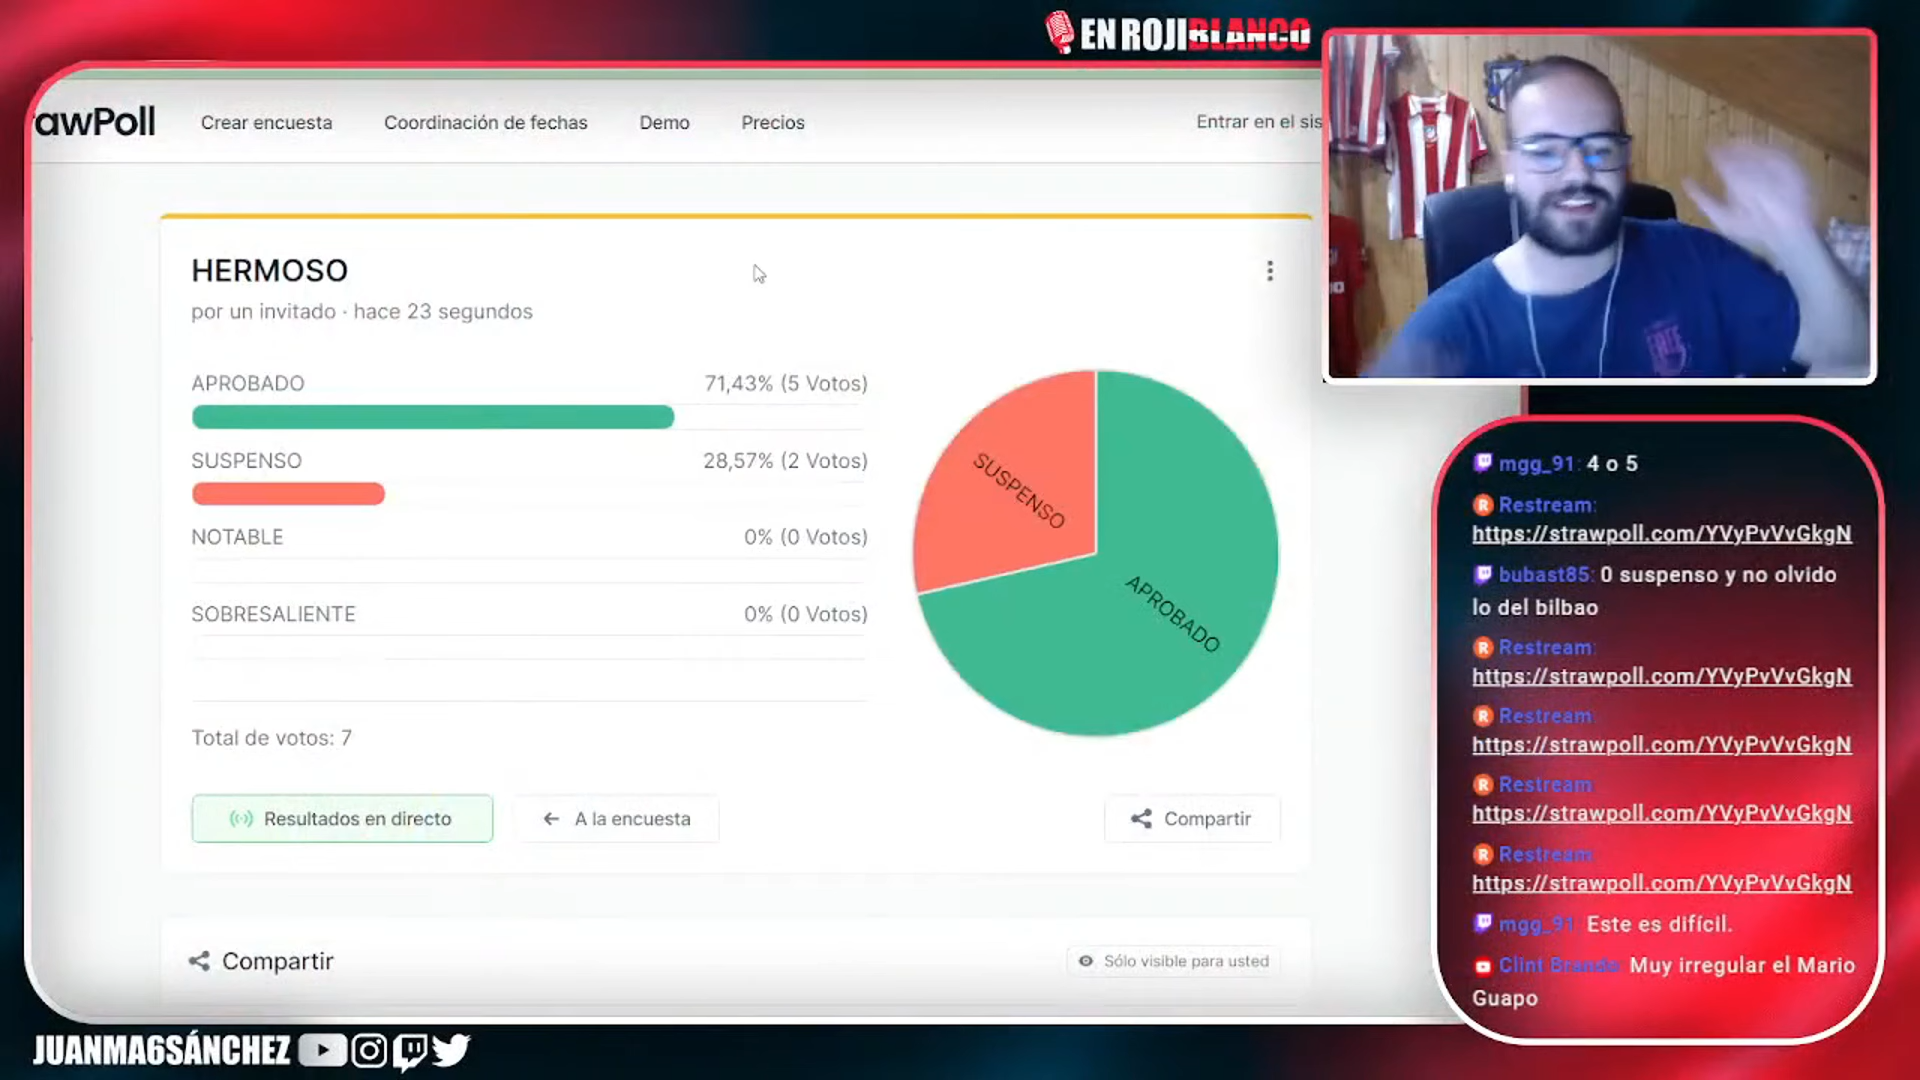 EN ROJIBLANCO
awPoll
Crear encuesta
Coordinación de fechas
Demo
Precios
Entrar en el sis
HERMOSO
por un invitado · hace 23 segundos
APROBADO
71,43% (5 Votos)
SUSPENSO
28,57% (2 Votos)
NOTABLE
0% (0 Votos)
SOBRESALIENTE
0% (0 Votos)
Total de votos: 7
SUSPENSO
APROBADO
Resultados en directo
A la encuesta
Compartir
Compartir
Sólo visible para usted
mgg_91: 4 o 5
Restream:
https://strawpoll.com/YVyPvVvGkgN
bubast85: 0 suspenso y no olvido
lo del bilbao
Restream:
https://strawpoll.com/YVyPvVvGkgN
Restream:
https://strawpoll.com/YVyPvVvGkgN
Restream:
https://strawpoll.com/YVyPvVvGkgN
Restream:
https://strawpoll.com/YVyPvVvGkgN
mgg_91: Este es difícil.
Clint Brando: Muy irregular el Mario
Guapo
JUANMA6SÁNCHEZ